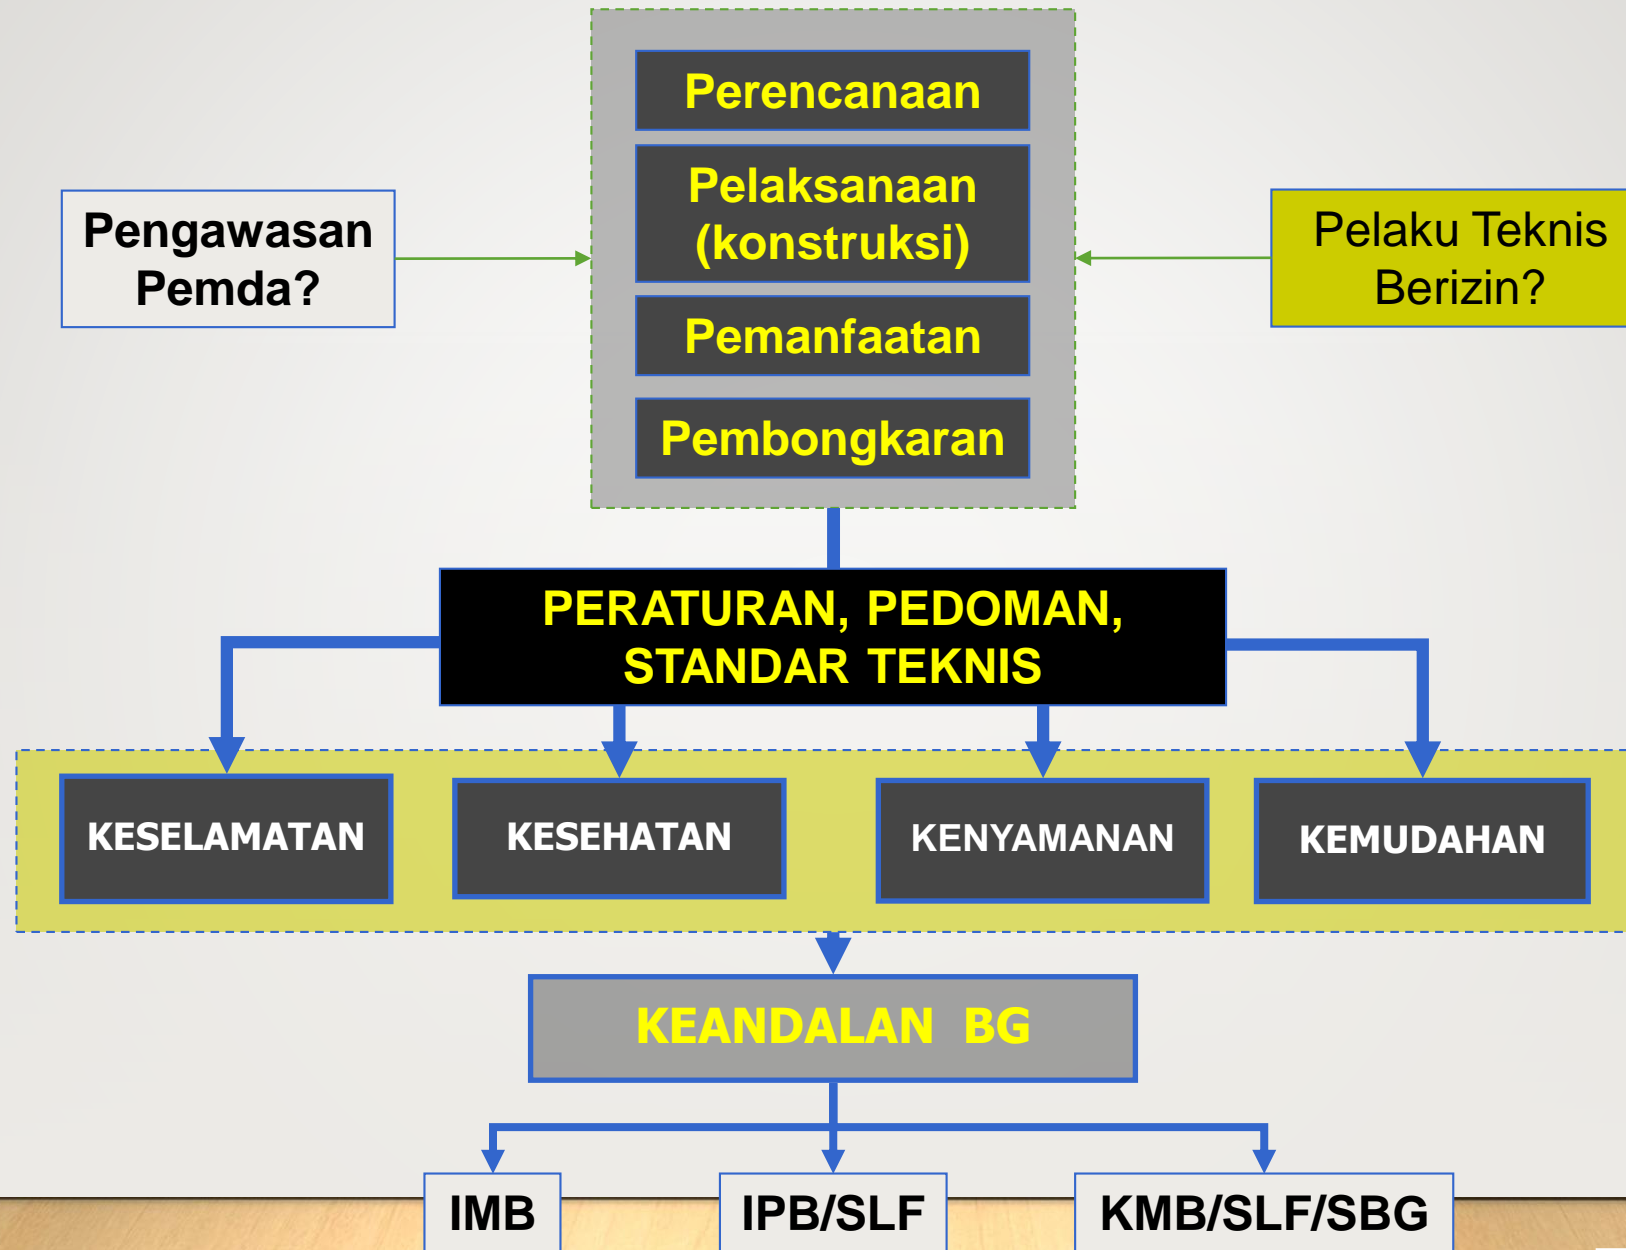 Perencanaan
Pelaksanaan
(konstruksi)
Pemanfaatan
Pembongkaran
Pengawasan
Pemda?
Pelaku Teknis
Berizin?
PERATURAN, PEDOMAN,
STANDAR TEKNIS
KESELAMATAN
KESEHATAN
KENYAMANAN
KEMUDAHAN
KEANDALAN BG
IMB
IPB/SLF
KMB/SLF/SBG